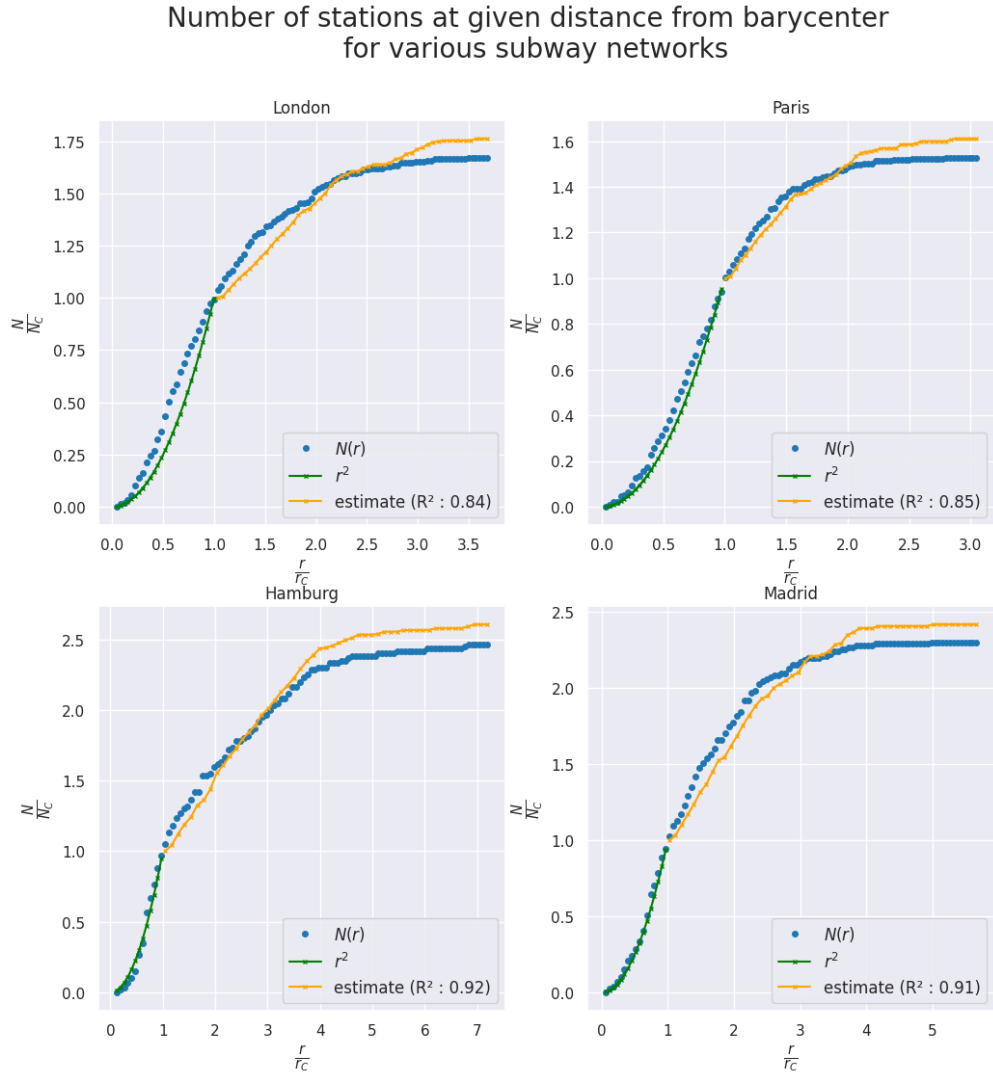 Number of stations at given distance from barycenter
for various subway networks
London
1.75
1.50
1.25
1.00
0.75
0.50
0.25
0.00
N/N_C
N(r)
r²
estimate (R² : 0.84)
0.0 0.5 1.0 1.5 2.0 2.5 3.0 3.5
r/r_C
Paris
1.6
1.4
1.2
1.0
0.8
0.6
0.4
0.2
0.0
N/N_C
N(r)
r²
estimate (R² : 0.85)
0.0 0.5 1.0 1.5 2.0 2.5 3.0
r/r_C
Hamburg
2.5
2.0
1.5
1.0
0.5
0.0
N/N_C
N(r)
r²
estimate (R² : 0.92)
0 1 2 3 4 5 6 7
r/r_C
Madrid
2.5
2.0
1.5
1.0
0.5
0.0
N/N_C
N(r)
r²
estimate (R² : 0.91)
0 1 2 3 4 5
r/r_C